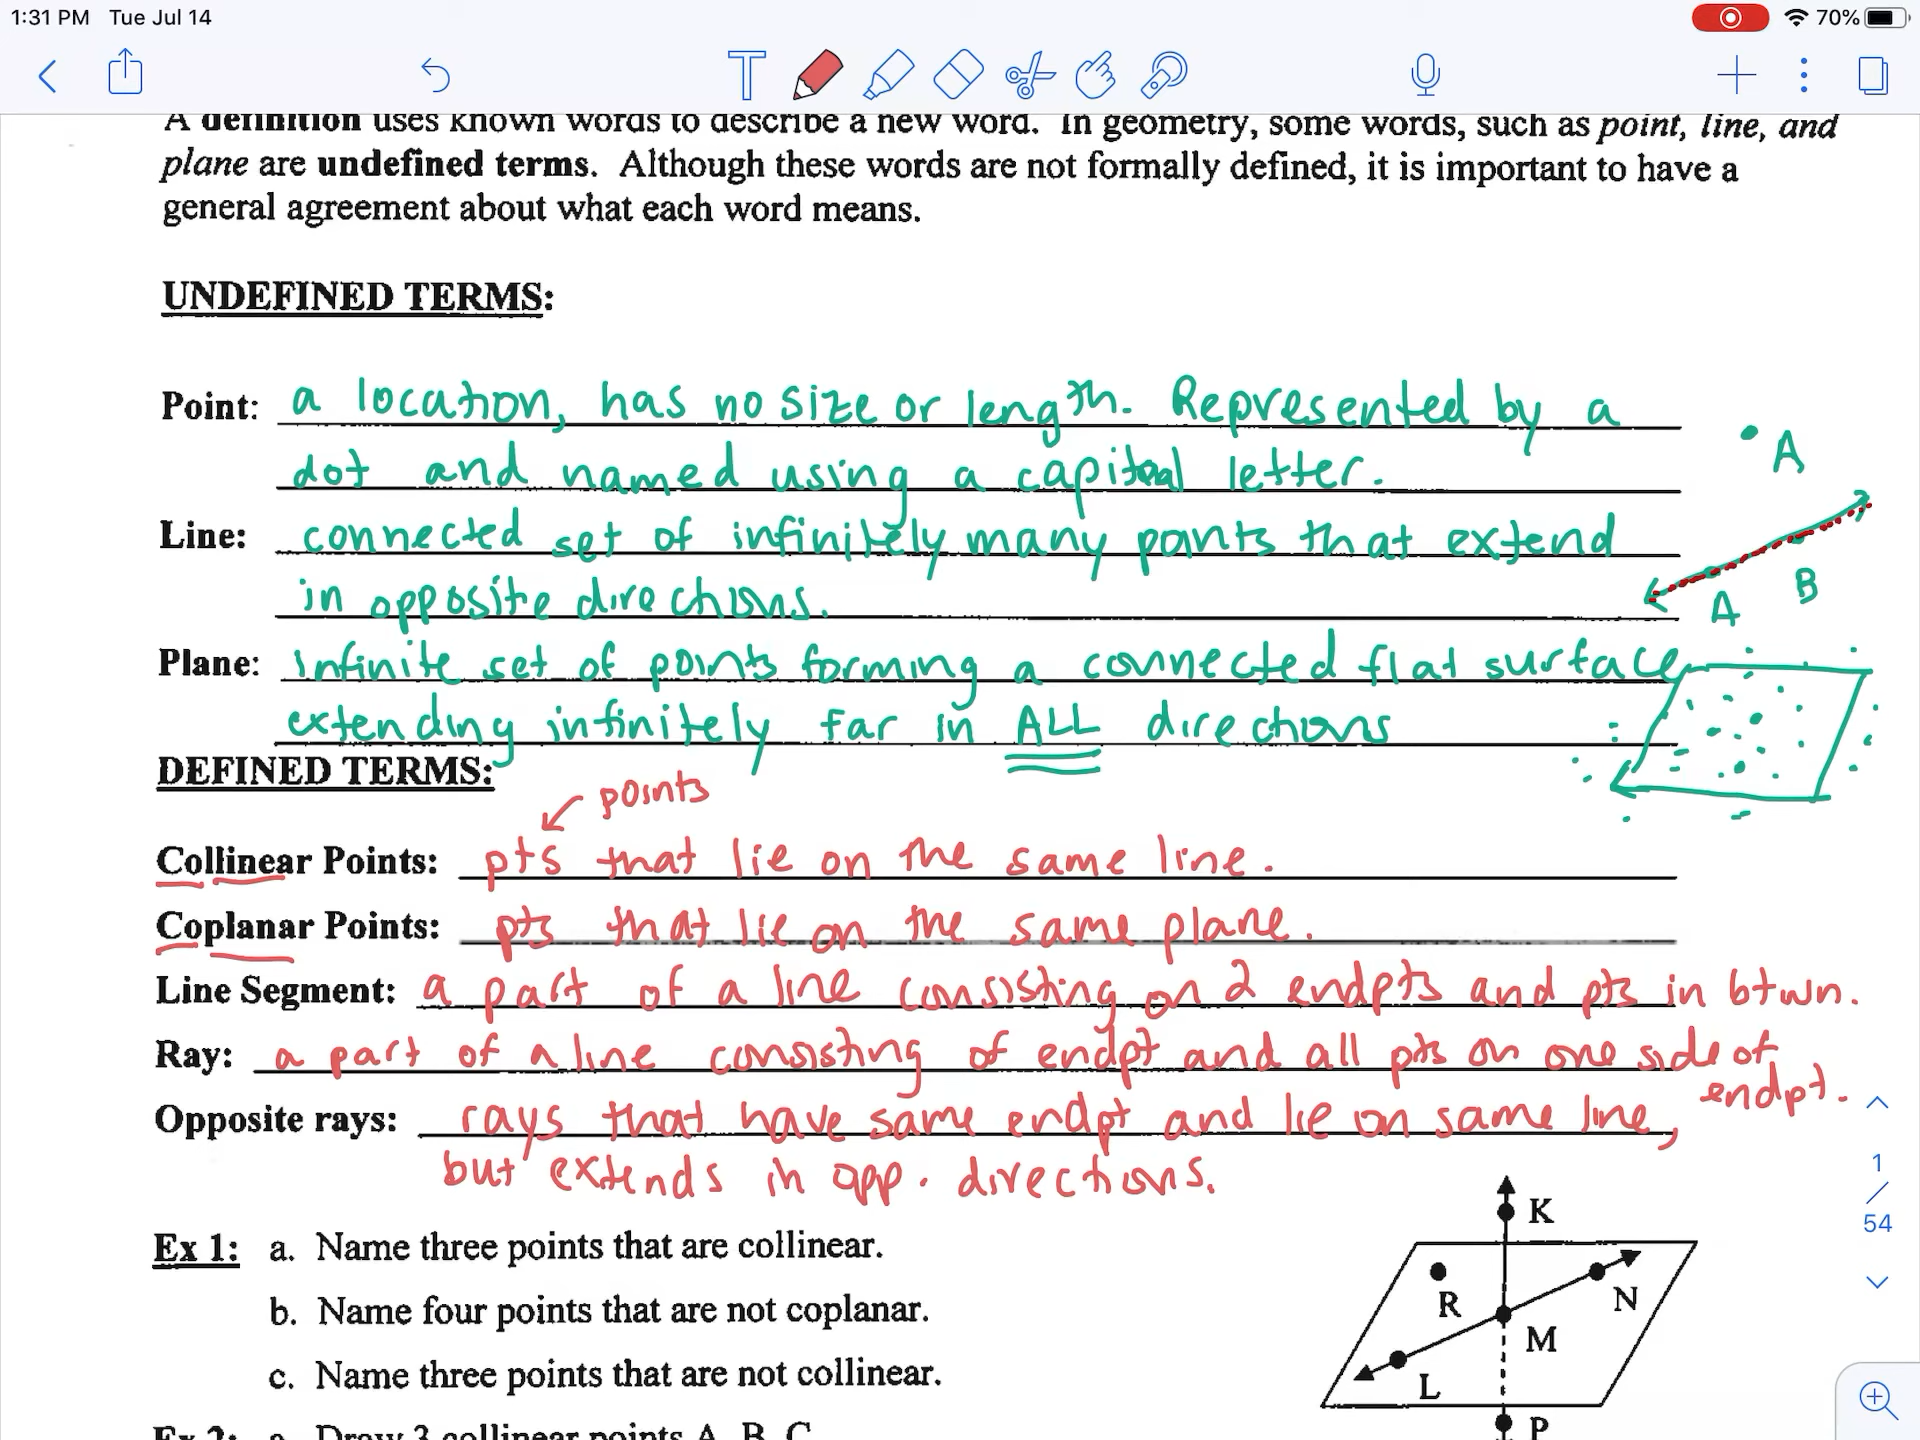 1:31 PM Tue Jul 14
70%
A definition uses known words to describe a new word. In geometry, some words, such as point, line, and
plane are undefined terms. Although these words are not formally defined, it is important to have a
general agreement about what each word means.
UNDEFINED TERMS:
Point: a location, has no size or length. Represented by a
dot and named using a capital letter.
A
Line: connected set of infinitely many points that extend
in opposite directions.
A B
Plane: infinite set of points forming a connected flat surface
extending infinitely far in ALL directions
DEFINED TERMS:
points
Collinear Points: pts that lie on the same line.
Coplanar Points: pts that lie on the same plane.
Line Segment: a part of a line consisting on 2 endpts and pts in btwn.
Ray: a part of a line consisting of endpt and all pts on one side of
endpt.
Opposite rays: rays that have same endpt and lie on same line,
but extends in opp. directions.
1
/
54
Ex 1: a. Name three points that are collinear.
b. Name four points that are not coplanar.
c. Name three points that are not collinear.
K
R
N
M
L
P
Ex 2: a. Draw 3 collinear points A, B, C